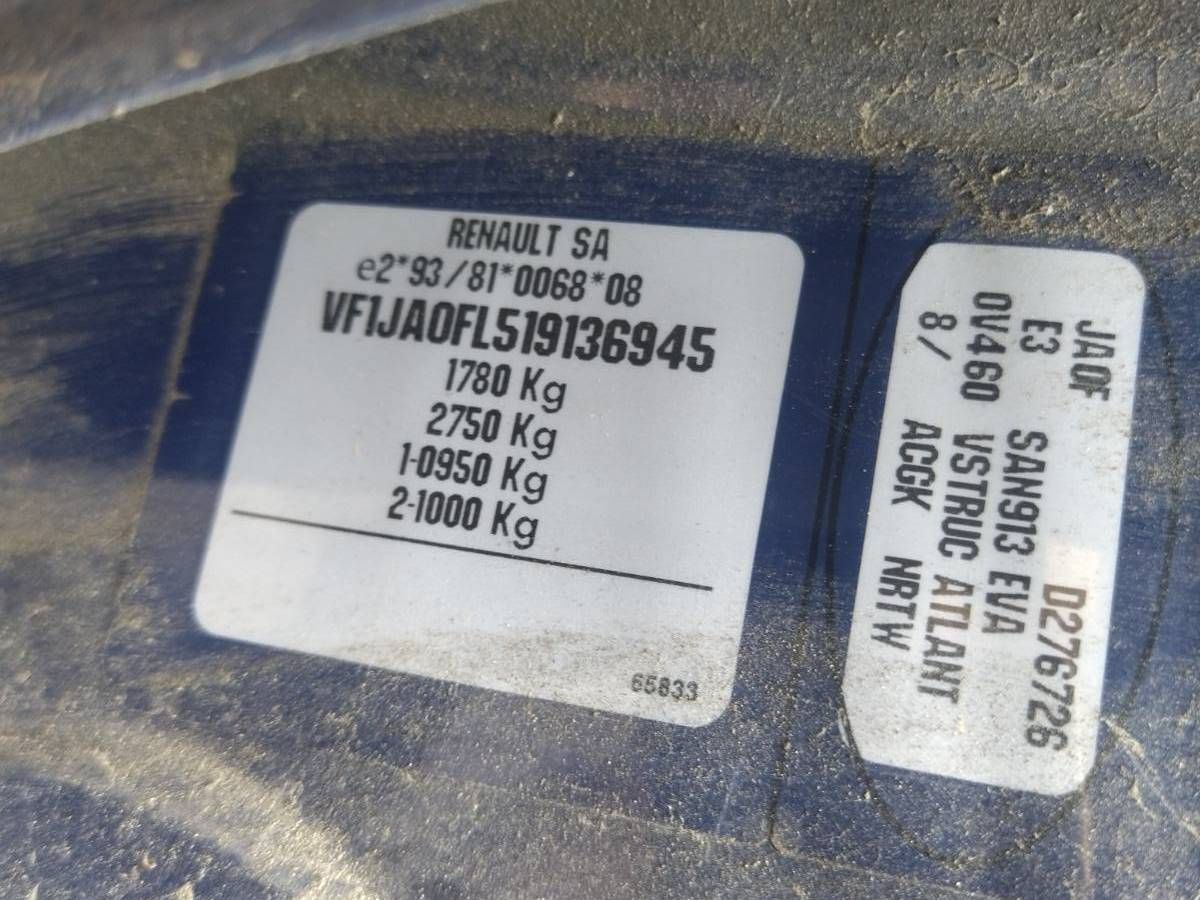 RENAULT SA
e2*93/81*0068*08
VF1JA0FL519136945
1780 Kg
2750 Kg
1-0950 Kg
2-1000 Kg
65833
JA0F D276726
E3 SAN913 EVA
0V460 VSTRUC ATLANT
8/ ACGK NRTW